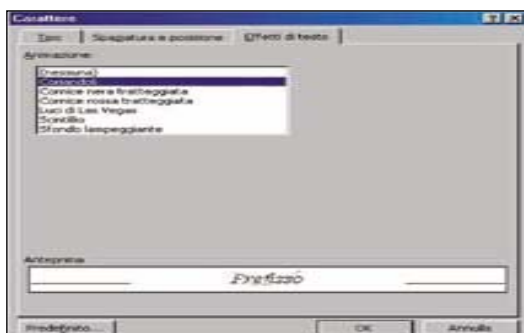 Carattere
Tipo Spaziatura e posizione Effetti di testo
Animazione:
(nessuna)
Coriandoli
Cornice nera tratteggiata
Cornice rossa tratteggiata
Luci di Las Vegas
Scintillio
Sfondo lampeggiante
Anteprima
Prefisso
Predefinito... OK Annulla